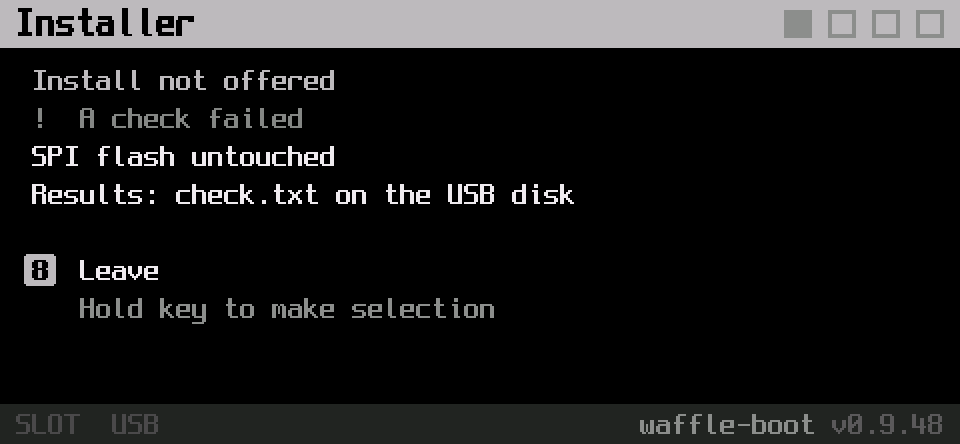 Installer
Install not offered
! A check failed
SPI flash untouched
Results: check.txt on the USB disk
8 Leave
Hold key to make selection
SLOT USB waffle-boot v0.9.48